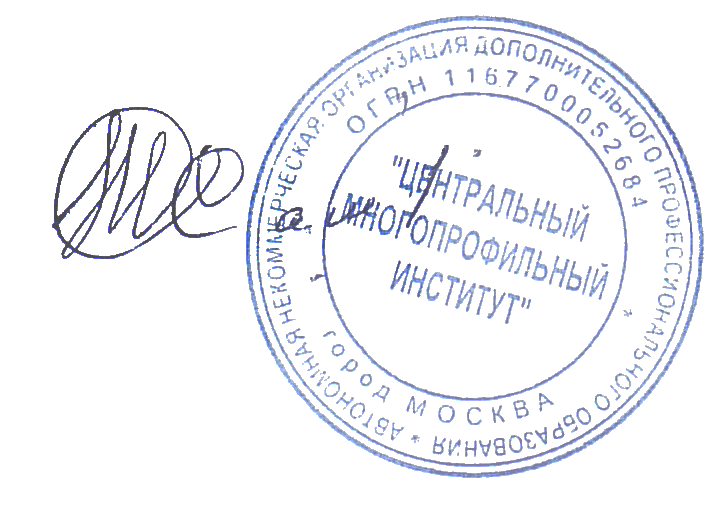 АВТОНОМНАЯ НЕКОММЕРЧЕСКАЯ ОРГАНИЗАЦИЯ ДОПОЛНИТЕЛЬНОГО ПРОФЕССИОНАЛЬНОГО ОБРАЗОВАНИЯ *
ОГРН 1167700052684 *
"ЦЕНТРАЛЬНЫЙ
МНОГОПРОФИЛЬНЫЙ
ИНСТИТУТ"
город МОСКВА